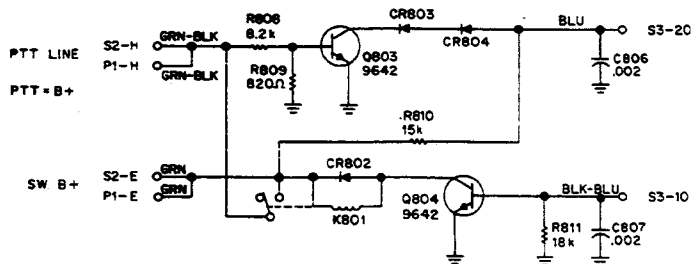 R808
8.2k
CR803
CR804
BLU
S3-20
S2-H
GRN-BLK
PTT LINE
P1-H
GRN-BLK
Q803
9642
C806
.002
R809
820Ω
PTT = B+
R810
15k
S2-E
GRN
CR802
SW B+
P1-E
GRN
K801
Q804
9642
BLK-BLU
S3-10
R811
18k
C807
.002